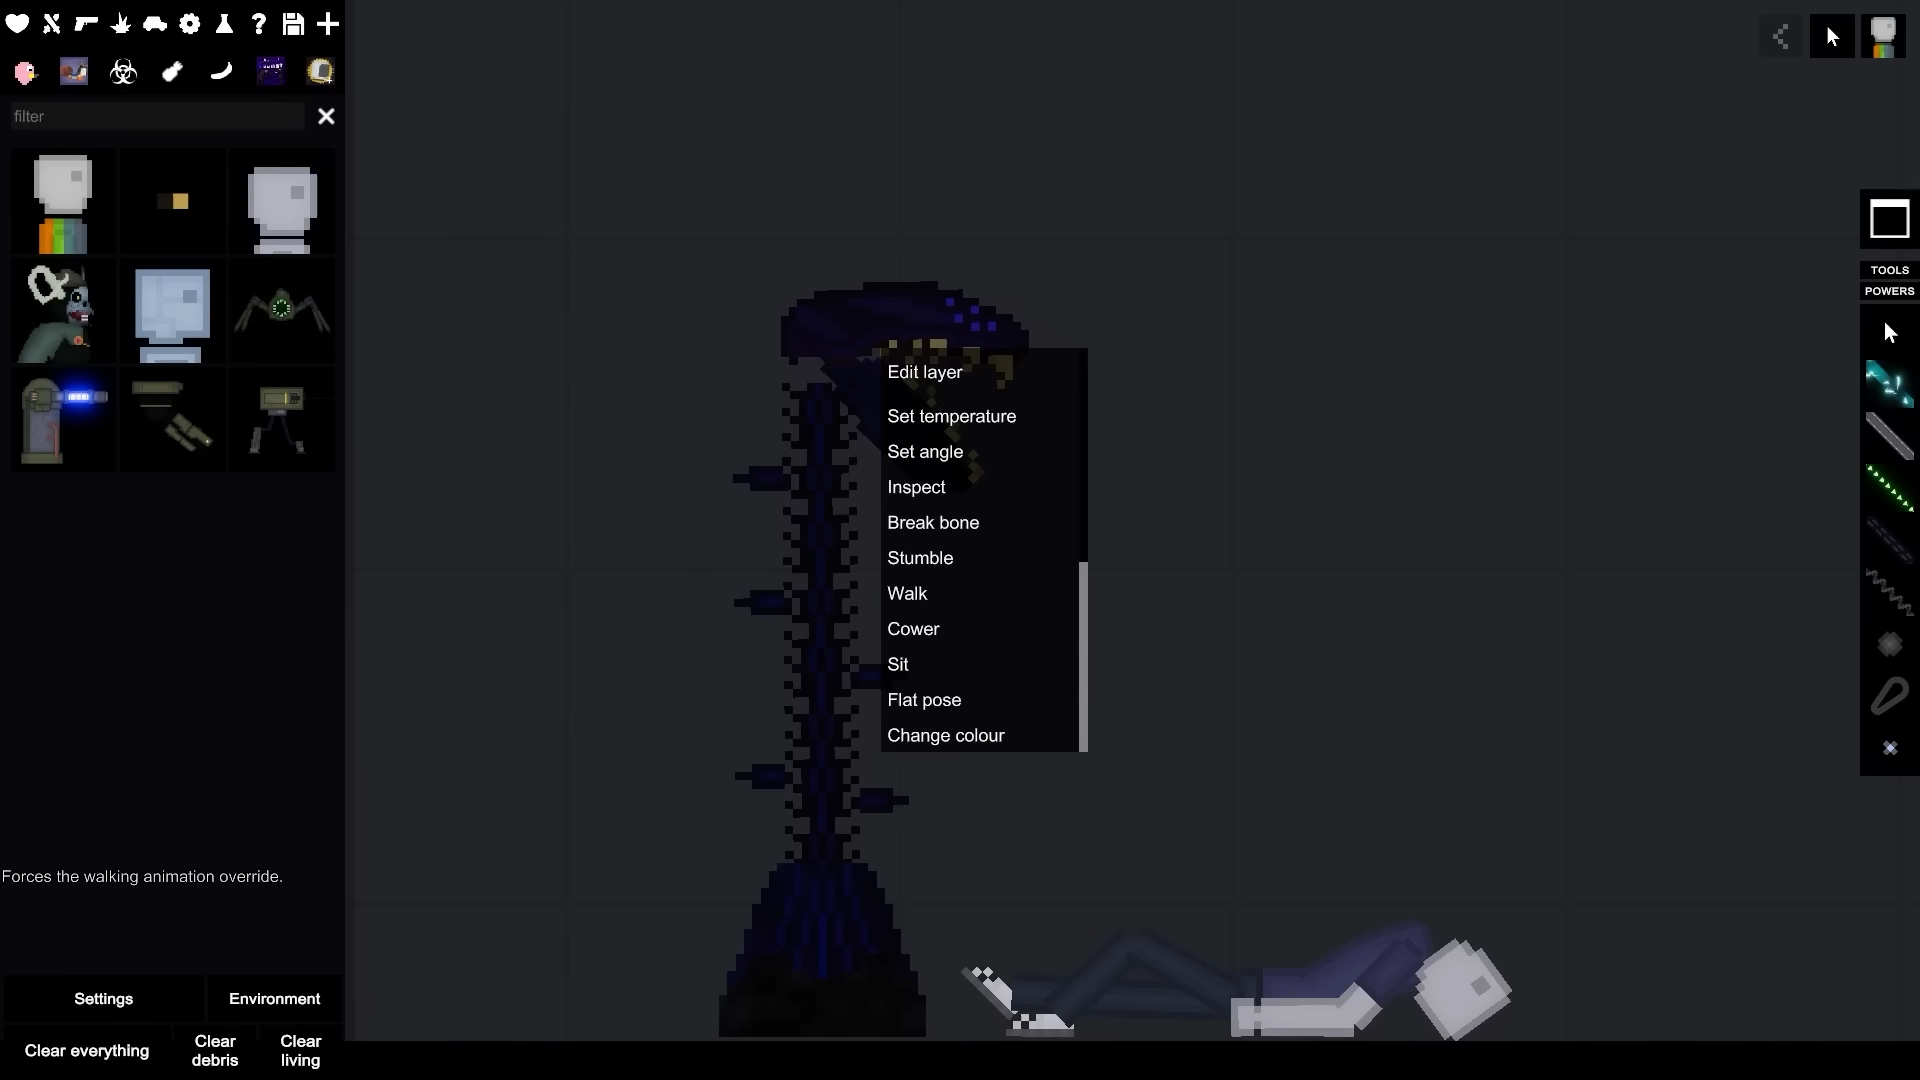 filter
TOOLS
POWERS
Edit layer
Set temperature
Set angle
Inspect
Break bone
Stumble
Walk
Cower
Sit
Flat pose
Change colour
Forces the walking animation override.
Settings
Environment
Clear everything
Clear
debris
Clear
living